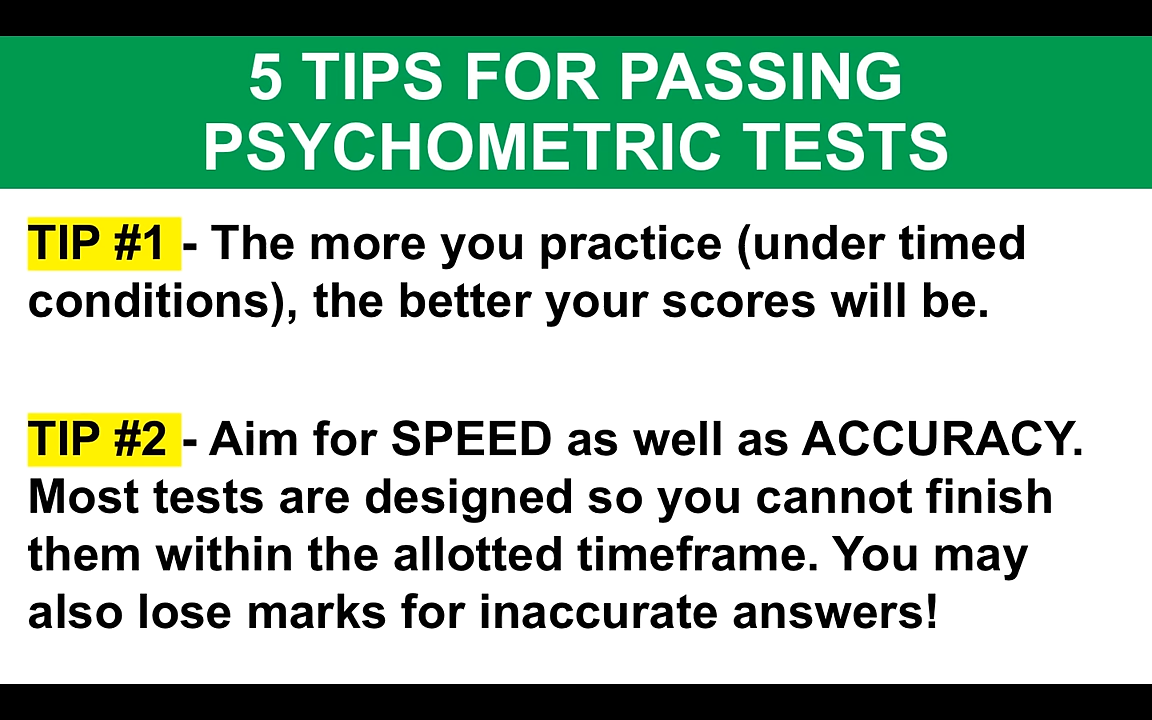 5 TIPS FOR PASSING
PSYCHOMETRIC TESTS
TIP #1 - The more you practice (under timed
conditions), the better your scores will be.
TIP #2 - Aim for SPEED as well as ACCURACY.
Most tests are designed so you cannot finish
them within the allotted timeframe. You may
also lose marks for inaccurate answers!